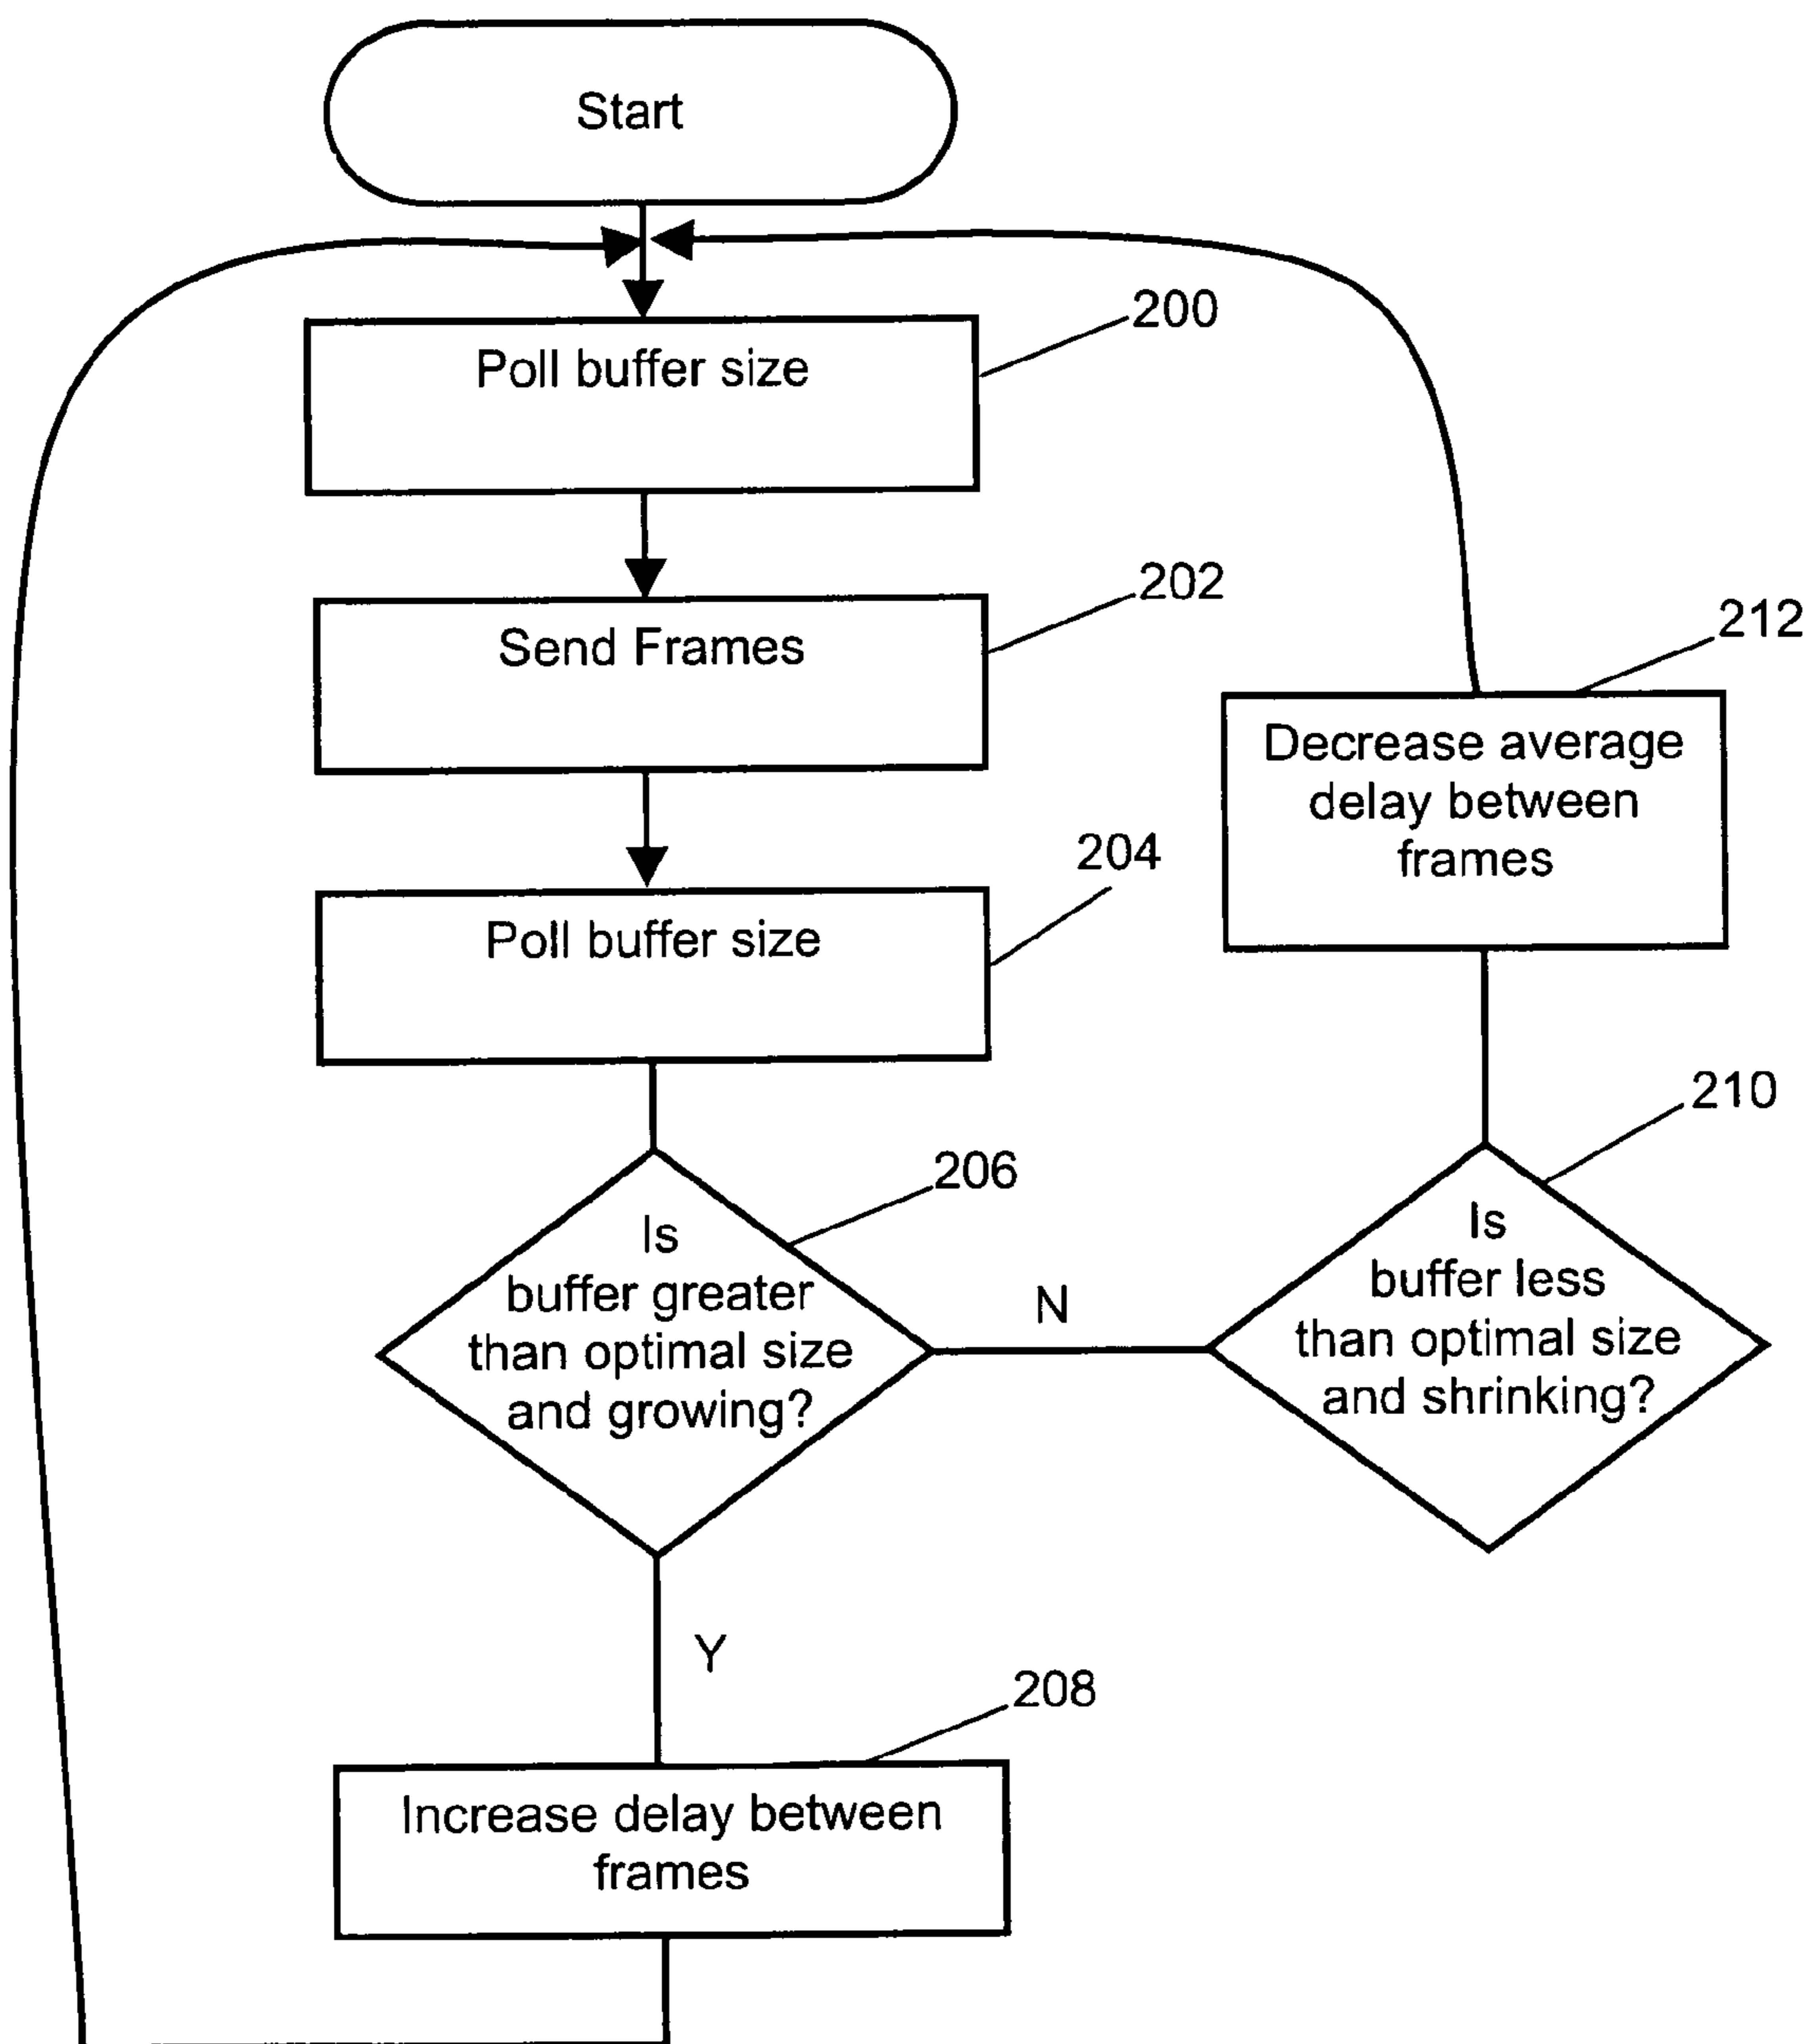 Start
Poll buffer size
200
Send Frames
202
Poll buffer size
204
Is
buffer greater
than optimal size
and growing?
206
N
Y
Increase delay between
frames
208
Is
buffer less
than optimal size
and shrinking?
210
Decrease average
delay between
frames
212